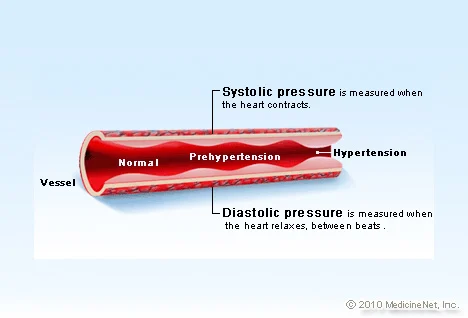 Systolic pressure is measured when
the heart contracts.
Normal
Prehypertension
Hypertension
Vessel
Diastolic pressure is measured when
the heart relaxes, between beats .
© 2010 MedicineNet, Inc.